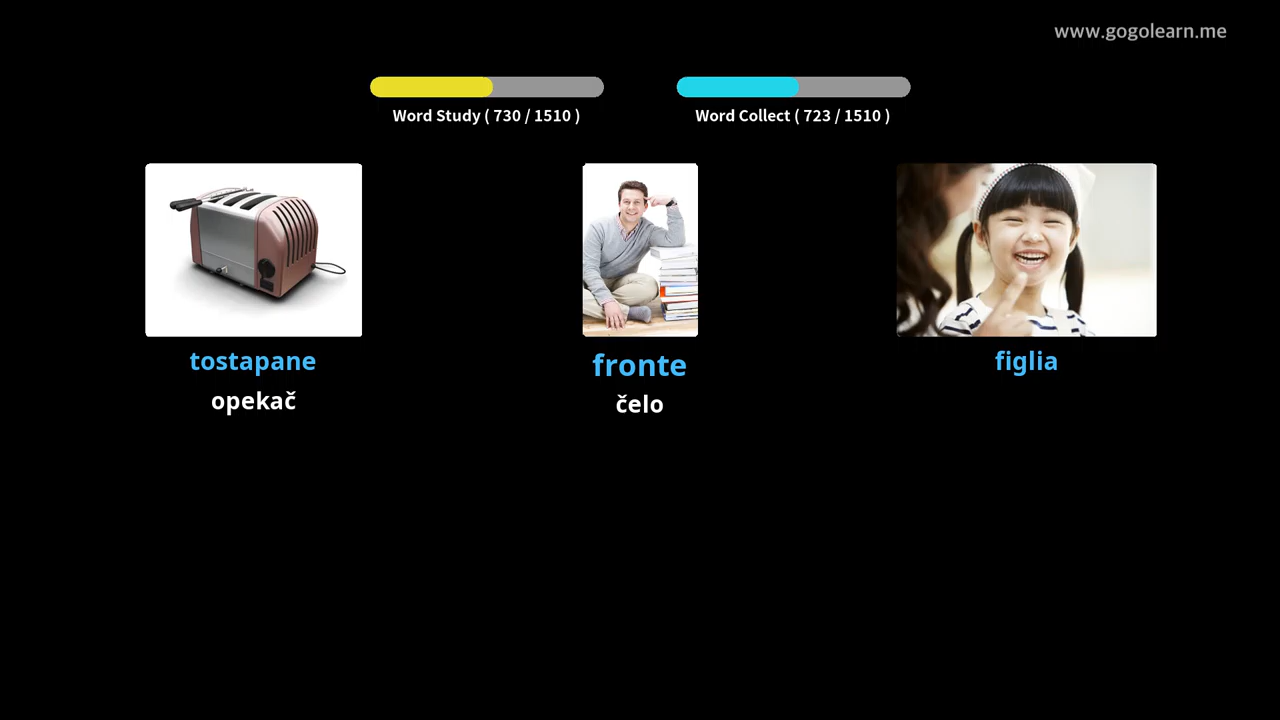 www.gogolearn.me
Word Study ( 730 / 1510 )
Word Collect ( 723 / 1510 )
tostapane
opekač
fronte
čelo
figlia